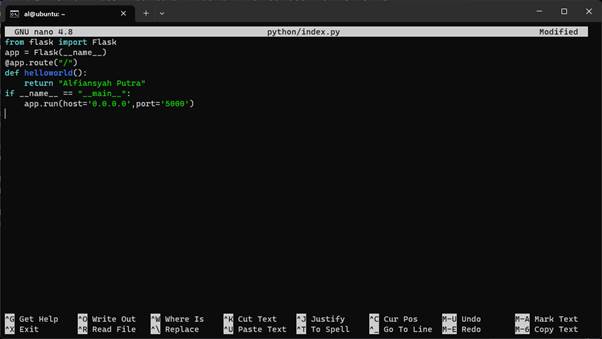 al@ubuntu: ~
GNU nano 4.8 python/index.py Modified
from flask import Flask
app = Flask(__name__)
@app.route("/")
def helloworld():
    return "Alfiansyah Putra"
if __name__ == "__main__":
    app.run(host='0.0.0.0',port='5000')
^G Get Help ^O Write Out ^W Where Is ^K Cut Text ^J Justify ^C Cur Pos M-U Undo M-A Mark Text
^X Exit ^R Read File ^\ Replace ^U Paste Text ^T To Spell ^_ Go To Line M-E Redo M-6 Copy Text